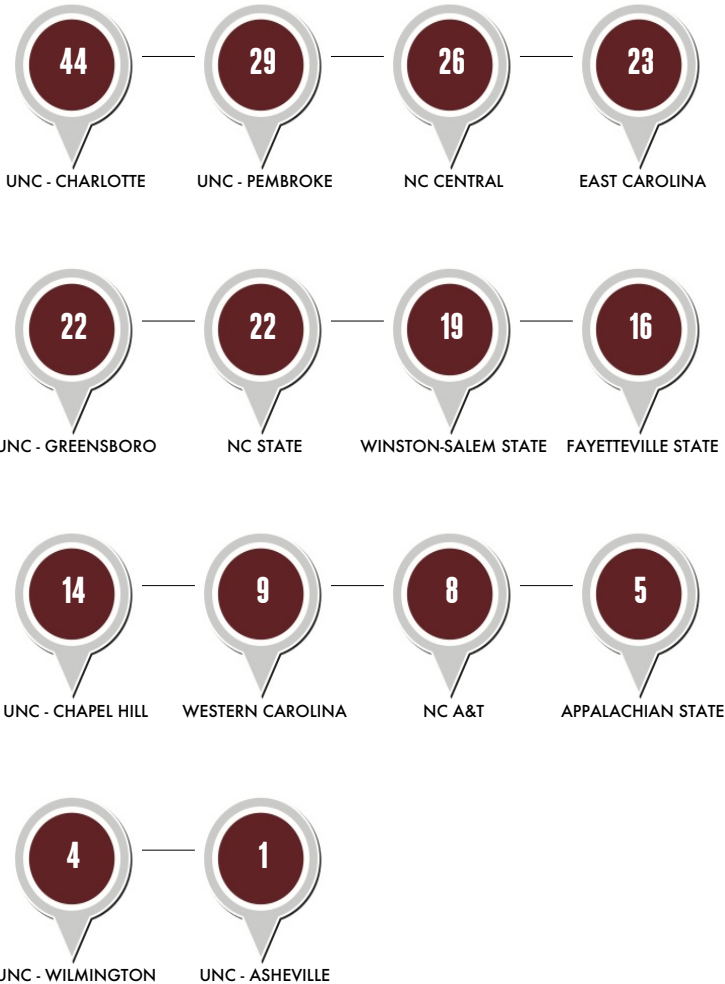 44 29 26 23
UNC - CHARLOTTE UNC - PEMBROKE NC CENTRAL EAST CAROLINA
22 22 19 16
UNC - GREENSBORO NC STATE WINSTON-SALEM STATE FAYETTEVILLE STATE
14 9 8 5
UNC - CHAPEL HILL WESTERN CAROLINA NC A&T APPALACHIAN STATE
4 1
UNC - WILMINGTON UNC - ASHEVILLE